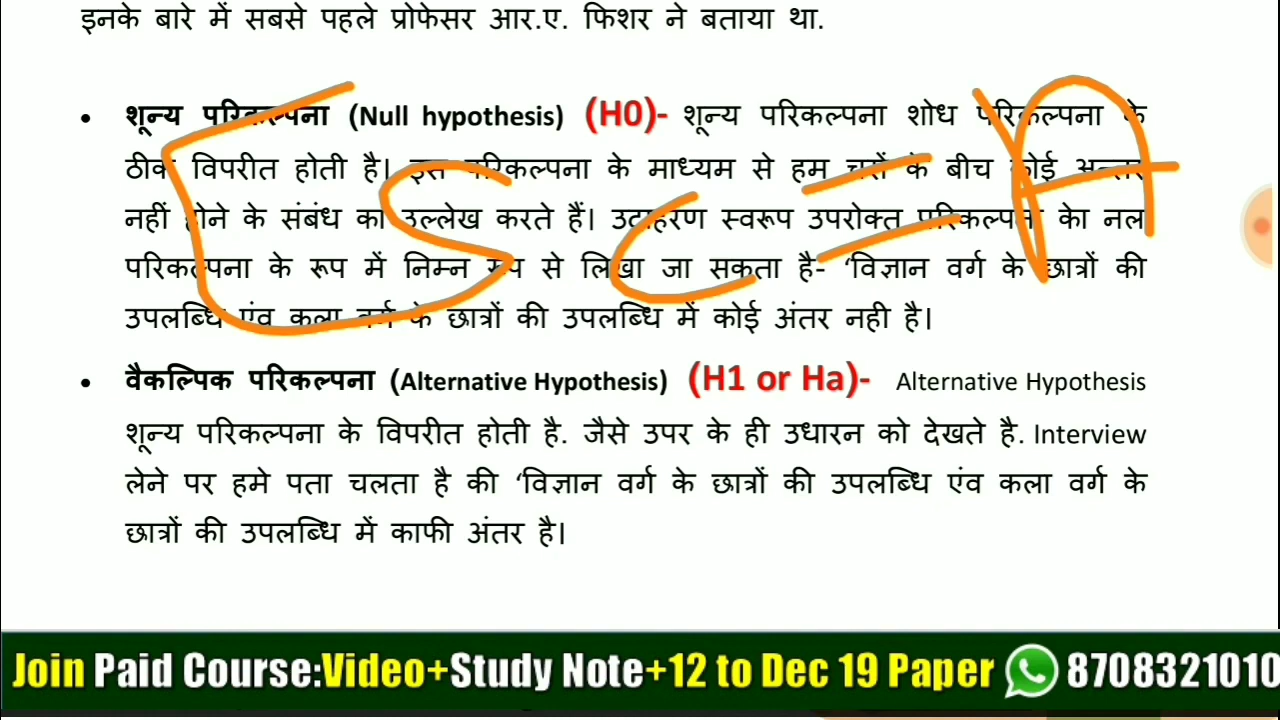 इनके बारे में सबसे पहले प्रोफेसर आर.ए. फिशर ने बताया था.
• शून्य परिकल्पना (Null hypothesis) (H0)- शून्य परिकल्पना शोध परिकल्पना के
ठीक विपरीत होती है। इस परिकल्पना के माध्यम से हम चरों के बीच कोई अन्तर
नहीं होने के संबंध का उल्लेख करते हैं। उदाहरण स्वरूप उपरोक्त परिकल्पना केा नल
परिकल्पना के रूप में निम्न रूप से लिखा जा सकता है- ‘विज्ञान वर्ग के छात्रों की
उपलब्धि एंव कला वर्ग के छात्रों की उपलब्धि में कोई अंतर नही है।
Sc = A
• वैकल्पिक परिकल्पना (Alternative Hypothesis) (H1 or Ha)- Alternative Hypothesis
शून्य परिकल्पना के विपरीत होती है. जैसे उपर के ही उधारन को देखते है. Interview
लेने पर हमे पता चलता है की ‘विज्ञान वर्ग के छात्रों की उपलब्धि एंव कला वर्ग के
छात्रों की उपलब्धि में काफी अंतर है।
Join Paid Course:Video+Study Note+12 to Dec 19 Paper 8708321010